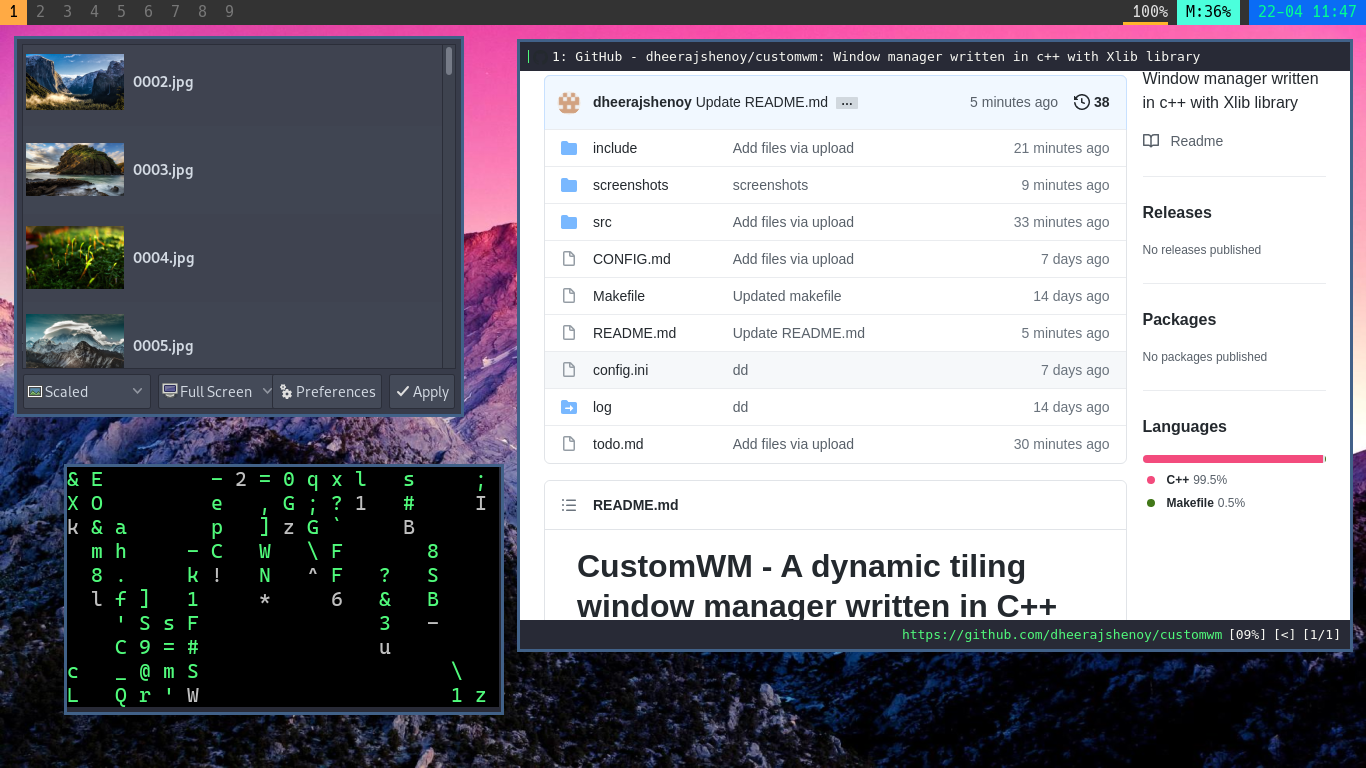 1 2 3 4 5 6 7 8 9 100% M:36% 22-04 11:47
0002.jpg
0003.jpg
0004.jpg
0005.jpg
Scaled Full Screen Preferences Apply
& E - 2 = 0 q x l s ;
X O e , G ; ? 1 # I
k & a p ] z G ` B
m h - C W \ F 8
8 . k ! N ^ F ? S
l f ] 1 * 6 & B
' S s F 3 -
C 9 = # u
c _ @ m S \
L Q r ' W 1 z
1: GitHub - dheerajshenoy/customwm: Window manager written in c++ with Xlib library
dheerajshenoy Update README.md ... 5 minutes ago 38
include Add files via upload 21 minutes ago
screenshots screenshots 9 minutes ago
src Add files via upload 33 minutes ago
CONFIG.md Add files via upload 7 days ago
Makefile Updated makefile 14 days ago
README.md Update README.md 5 minutes ago
config.ini dd 7 days ago
log dd 14 days ago
todo.md Add files via upload 30 minutes ago
README.md
CustomWM - A dynamic tiling
window manager written in C++
Window manager written
in c++ with Xlib library
Readme
Releases
No releases published
Packages
No packages published
Languages
C++ 99.5%
Makefile 0.5%
https://github.com/dheerajshenoy/customwm [09%] [<] [1/1]